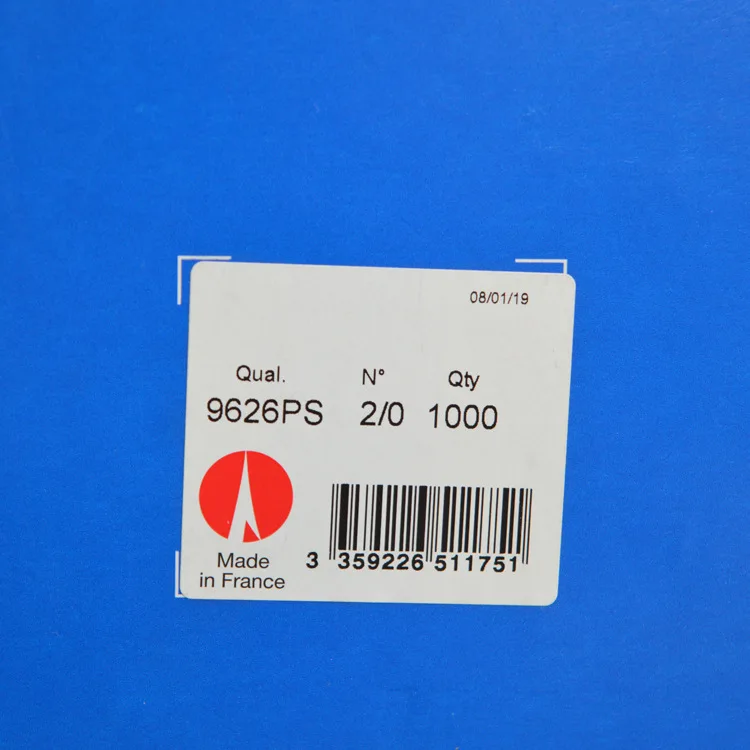 08/01/19
Qual. N° Qty
9626PS 2/0 1000
Made
in France
3 359226 511751